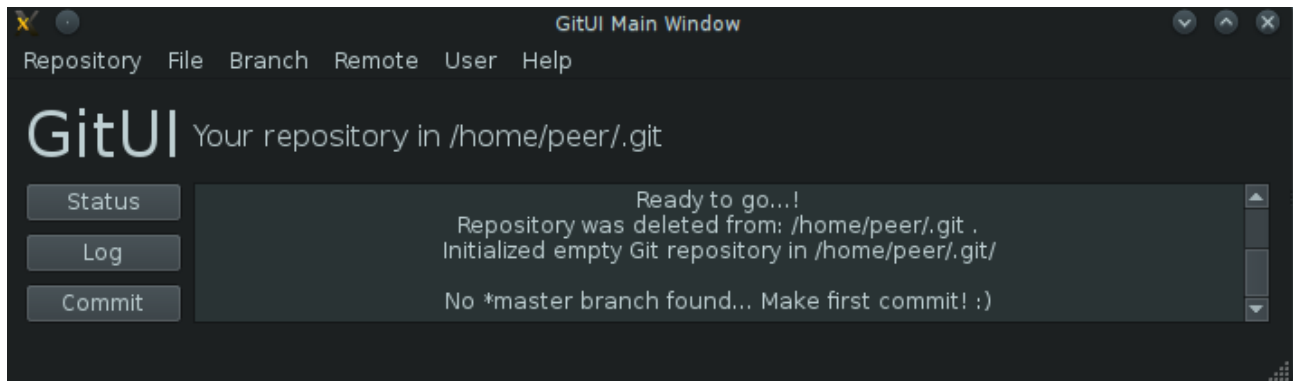 GitUI Main Window
Repository File Branch Remote User Help
GitUI Your repository in /home/peer/.git
Status
Log
Commit
Ready to go...!
Repository was deleted from: /home/peer/.git .
Initialized empty Git repository in /home/peer/.git/
No *master branch found... Make first commit! :)